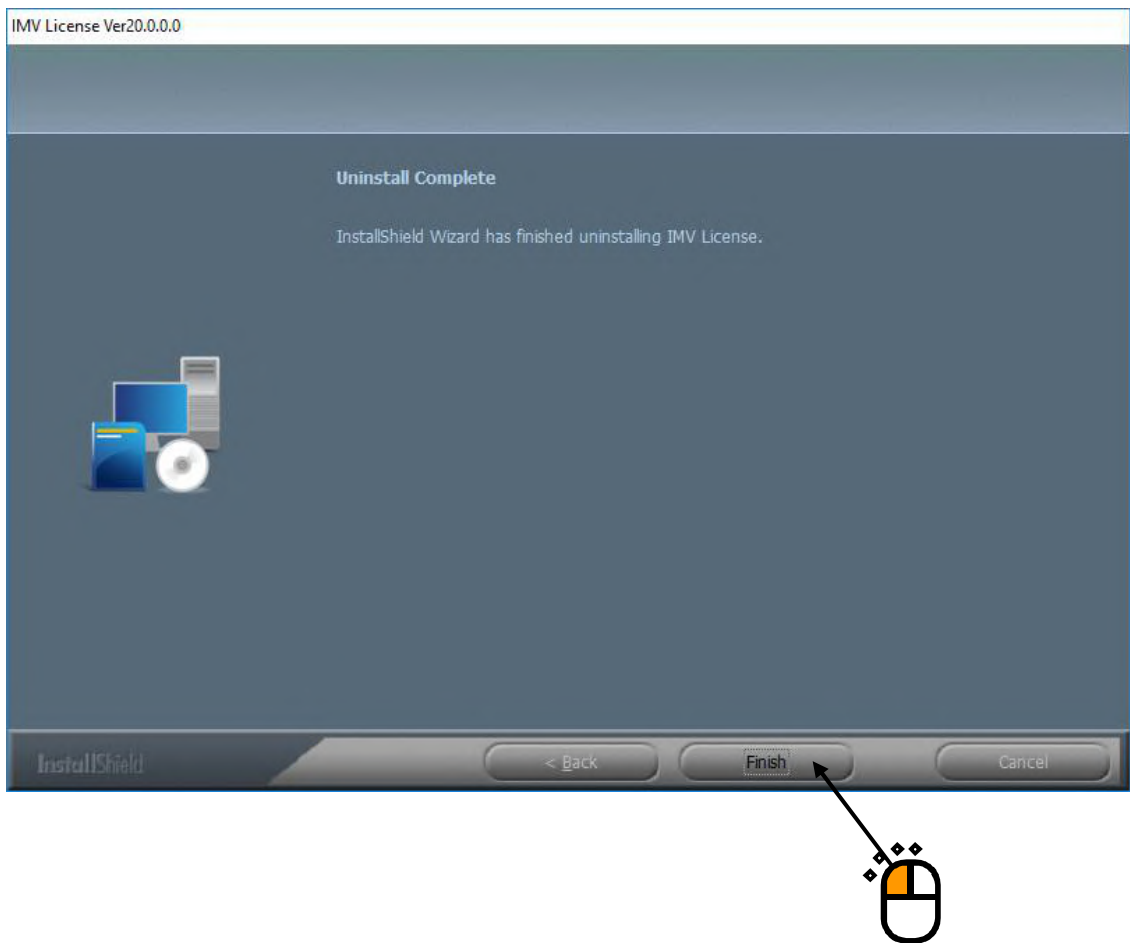 IMV License Ver20.0.0.0
Uninstall Complete
InstallShield Wizard has finished uninstalling IMV License.
InstallShield
< Back
Finish
Cancel